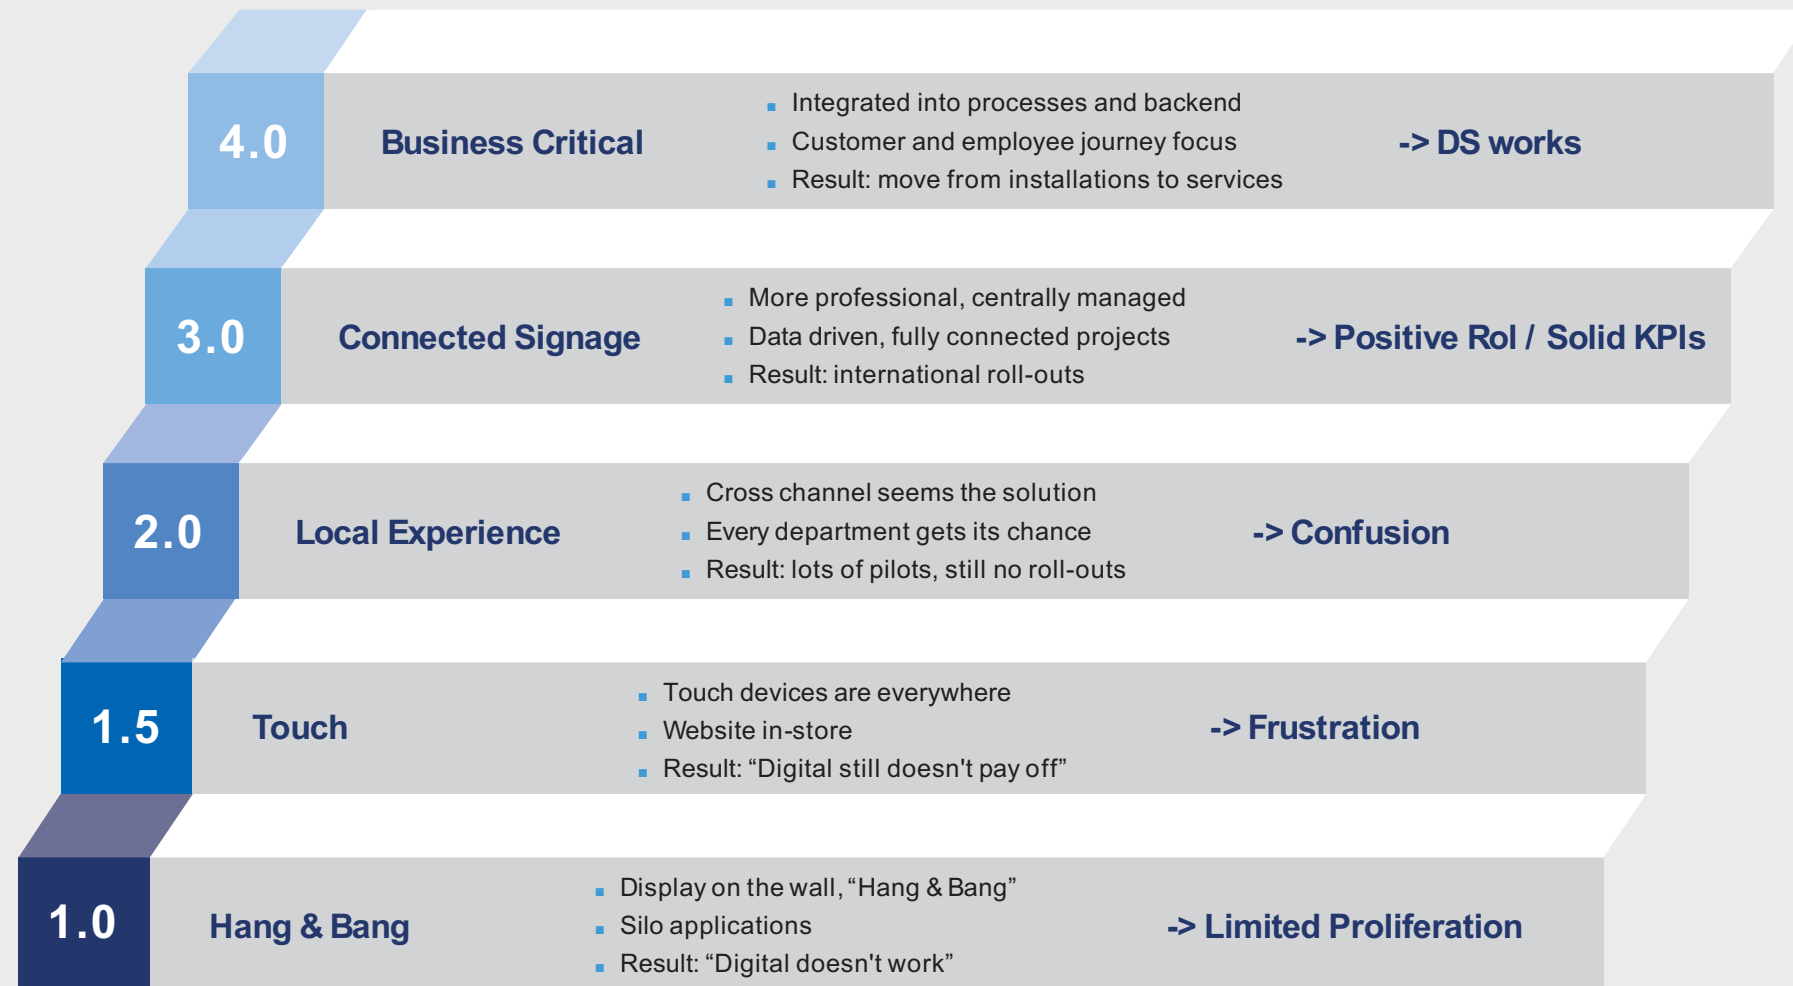 4.0
Business Critical
Integrated into processes and backend
Customer and employee journey focus
Result: move from installations to services
-> DS works
3.0
Connected Signage
More professional, centrally managed
Data driven, fully connected projects
Result: international roll-outs
-> Positive RoI / Solid KPIs
2.0
Local Experience
Cross channel seems the solution
Every department gets its chance
Result: lots of pilots, still no roll-outs
-> Confusion
1.5
Touch
Touch devices are everywhere
Website in-store
Result: “Digital still doesn't pay off”
-> Frustration
1.0
Hang & Bang
Display on the wall, “Hang & Bang”
Silo applications
Result: “Digital doesn't work”
-> Limited Proliferation